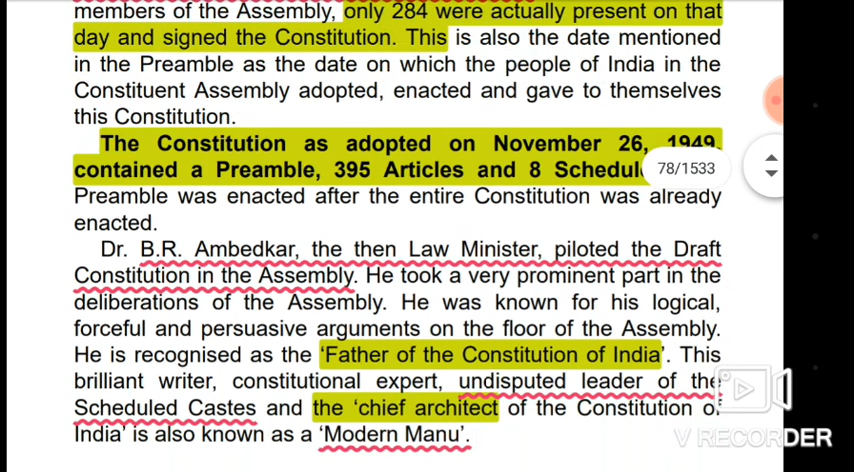 members of the Assembly, only 284 were actually present on that
day and signed the Constitution. This is also the date mentioned
in the Preamble as the date on which the people of India in the
Constituent Assembly adopted, enacted and gave to themselves
this Constitution.
The Constitution as adopted on November 26, 1949,
contained a Preamble, 395 Articles and 8 Schedul
78/1533
Preamble was enacted after the entire Constitution was already
enacted.
Dr. B.R. Ambedkar, the then Law Minister, piloted the Draft
Constitution in the Assembly. He took a very prominent part in the
deliberations of the Assembly. He was known for his logical,
forceful and persuasive arguments on the floor of the Assembly.
He is recognised as the ‘Father of the Constitution of India’. This
brilliant writer, constitutional expert, undisputed leader of the
Scheduled Castes and the ‘chief architect of the Constitution of
India’ is also known as a ‘Modern Manu’.
V RECORDER